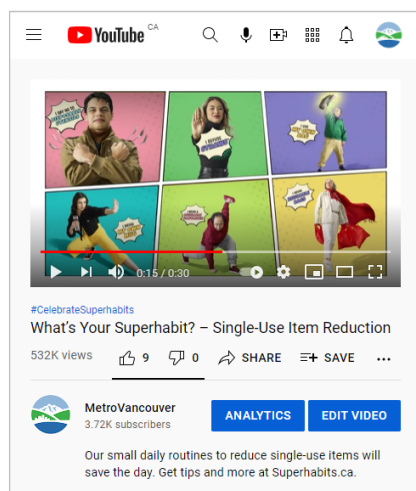 YouTube CA
0:15 / 0:30
#CelebrateSuperhabits
What's Your Superhabit? – Single-Use Item Reduction
532K views 9 0 SHARE SAVE ...
MetroVancouver
3.72K subscribers
ANALYTICS EDIT VIDEO
Our small daily routines to reduce single-use items will
save the day. Get tips and more at Superhabits.ca.